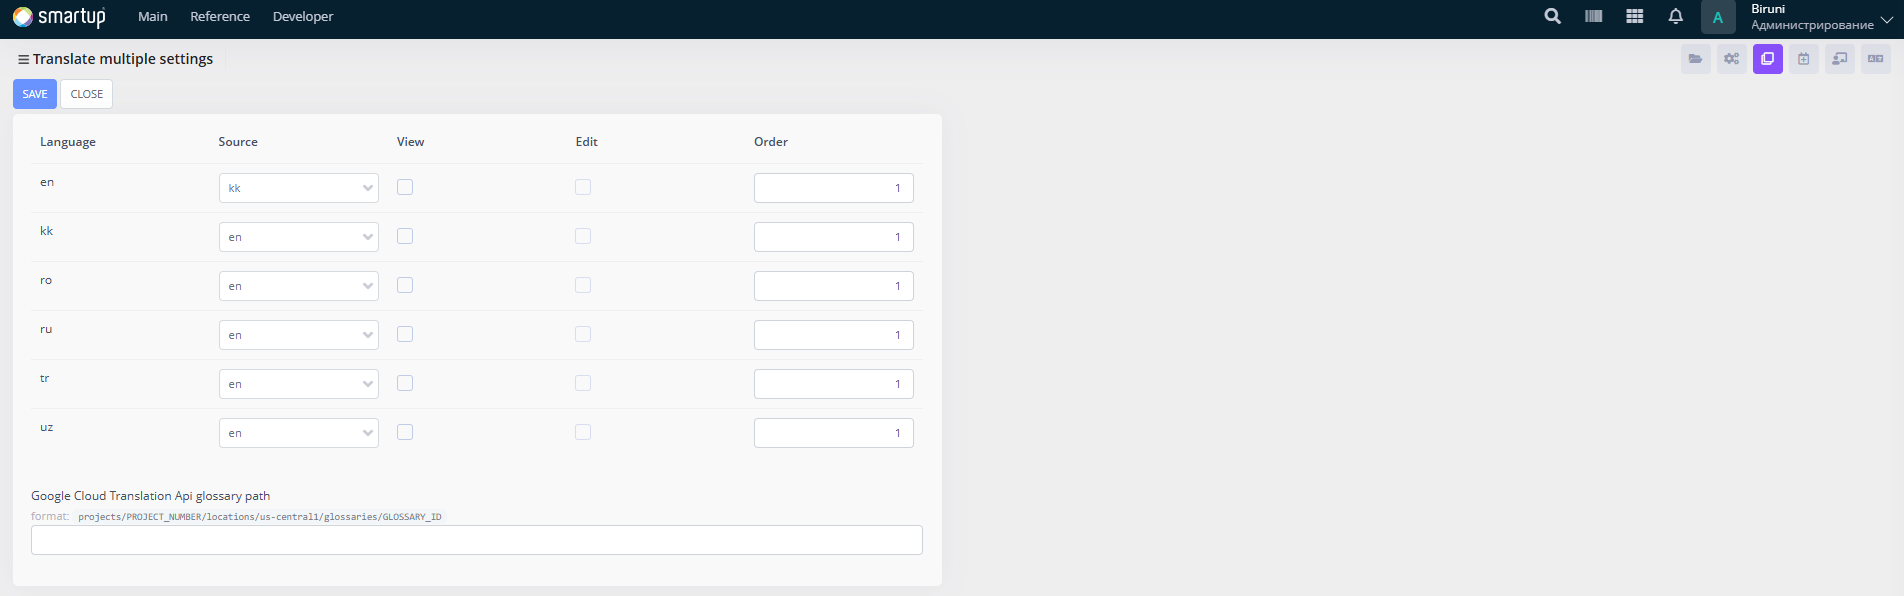 smartup Main Reference Developer A Biruni
Администрирование
Translate multiple settings
SAVE CLOSE
Language Source View Edit Order
en kk 1
kk en 1
ro en 1
ru en 1
tr en 1
uz en 1
Google Cloud Translation Api glossary path
format: projects/PROJECT_NUMBER/locations/us-central1/glossaries/GLOSSARY_ID